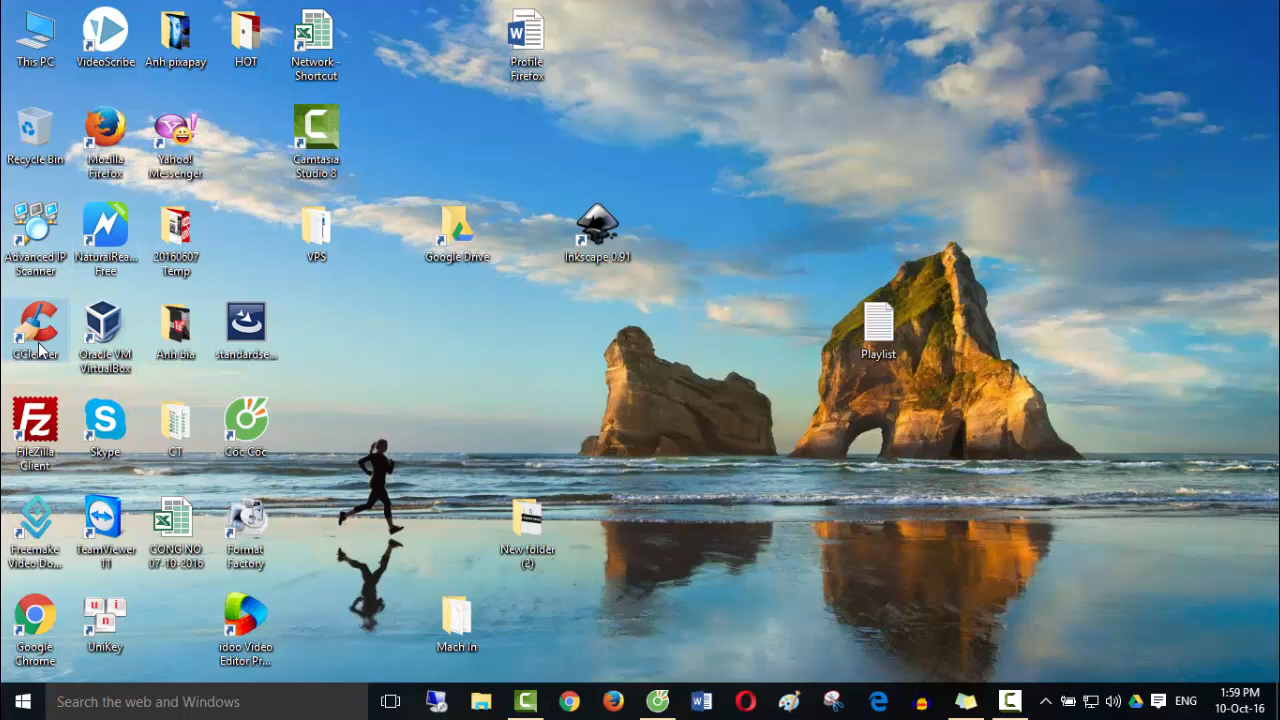 This PC
VideoScribe
Anh pixapay
HOT
Network -
Shortcut
Profile
Firefox
Recycle Bin
Mozilla
Firefox
Yahoo!
Messenger
Camtasia
Studio 8
Advanced IP
Scanner
NaturalRea...
Free
20160607
Temp
VPS
Google Drive
Inkscape 0.91
CCleaner
Oracle VM
VirtualBox
Anh bia
standardse...
Playlist
FileZilla
Client
Skype
CT
Cốc Cốc
Freemake
Video Do...
TeamViewer
11
CONG NO
07-10-2016
Format
Factory
New folder
(2)
Google
Chrome
UniKey
idoo Video
Editor Pr...
Mach In
Search the web and Windows
ENG
1:59 PM
10-Oct-16